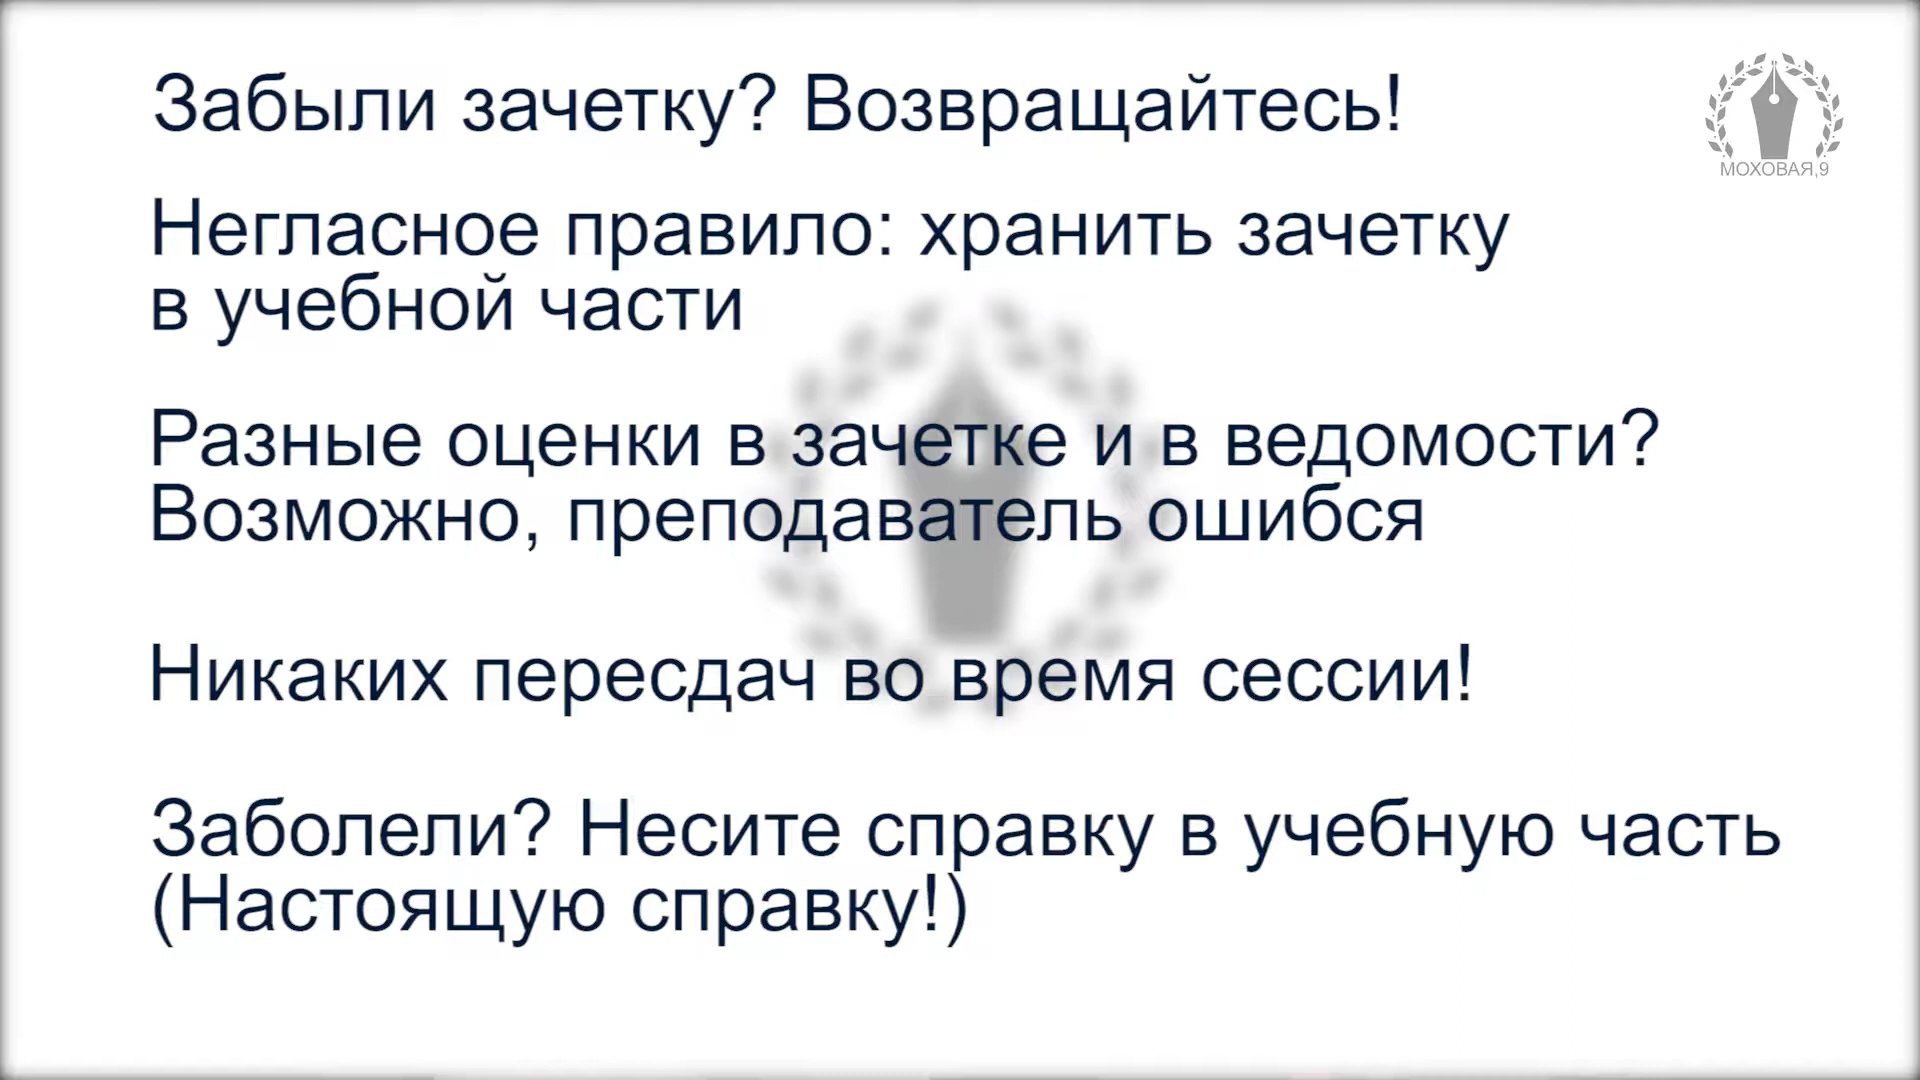 Забыли зачетку? Возвращайтесь!
МОХОВАЯ,9
Негласное правило: хранить зачетку
в учебной части
Разные оценки в зачетке и в ведомости?
Возможно, преподаватель ошибся
Никаких пересдач во время сессии!
Заболели? Несите справку в учебную часть
(Настоящую справку!)